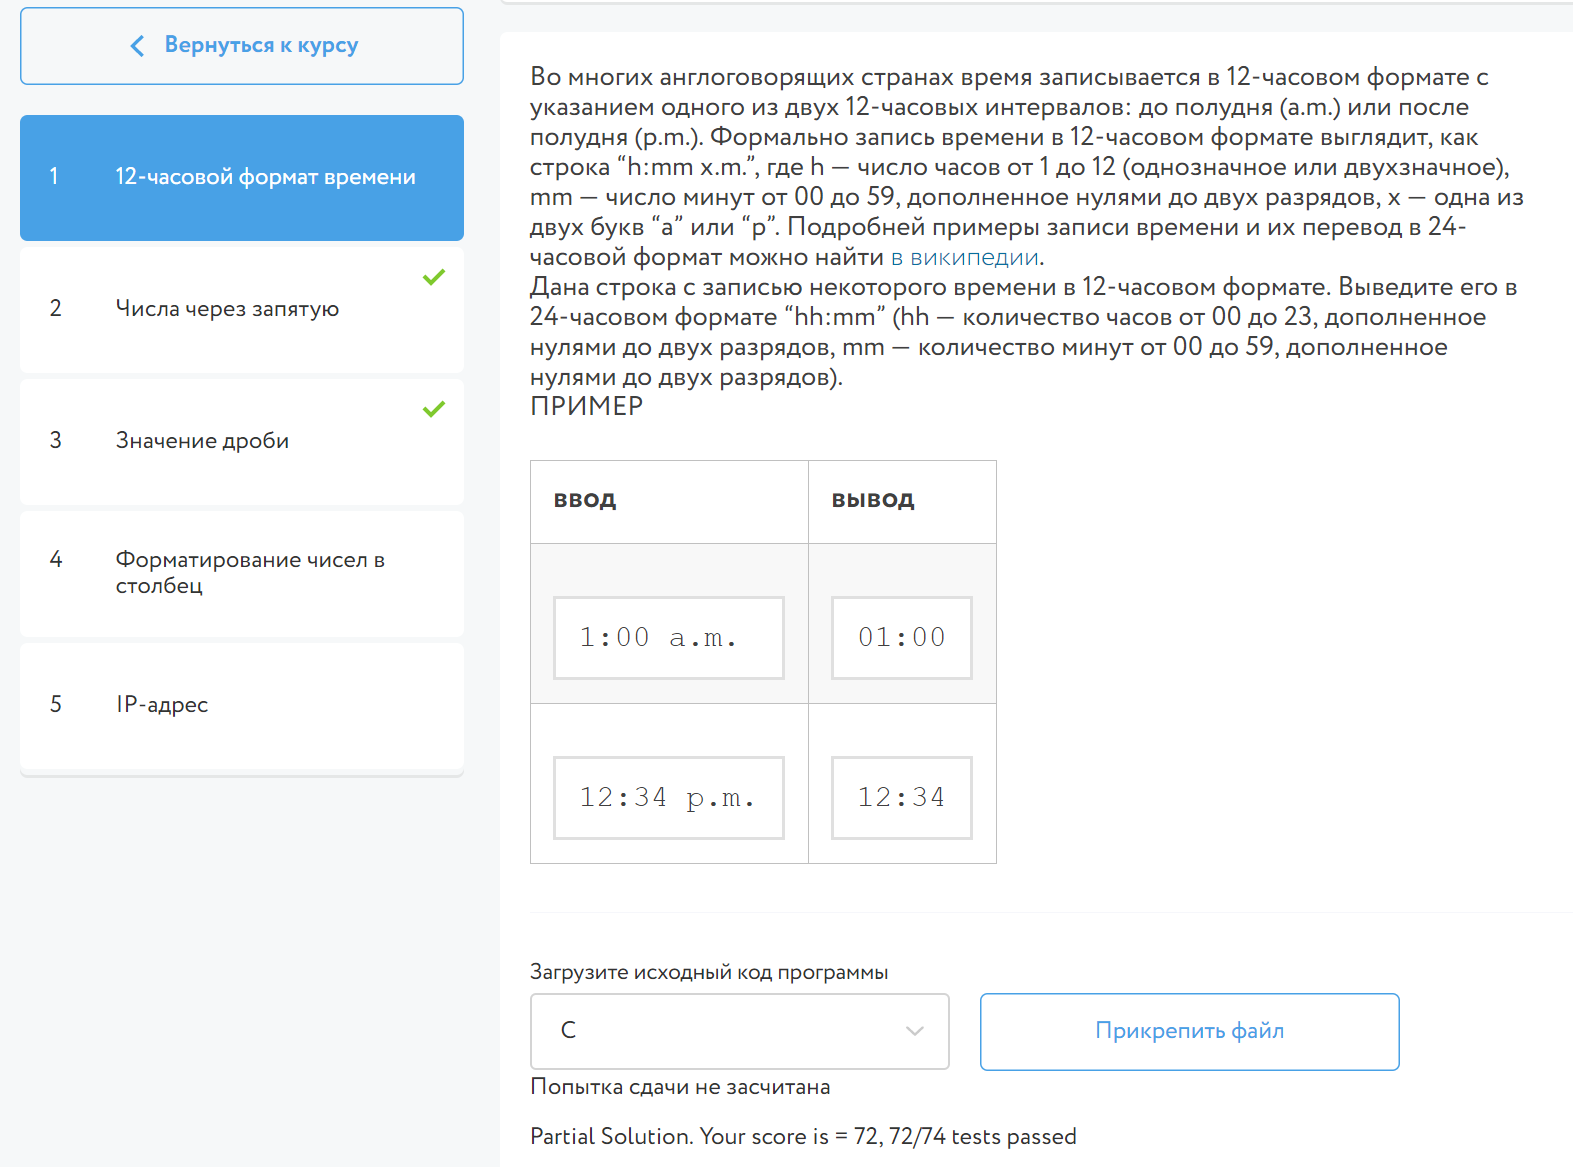 Вернуться к курсу
1 12-часовой формат времени
2 Числа через запятую
3 Значение дроби
4 Форматирование чисел в
столбец
5 IP-адрес
Во многих англоговорящих странах время записывается в 12-часовом формате с
указанием одного из двух 12-часовых интервалов: до полудня (a.m.) или после
полудня (p.m.). Формально запись времени в 12-часовом формате выглядит, как
строка “h:mm x.m.”, где h — число часов от 1 до 12 (однозначное или двухзначное),
mm — число минут от 00 до 59, дополненное нулями до двух разрядов, x — одна из
двух букв “a” или “p”. Подробней примеры записи времени и их перевод в 24-
часовой формат можно найти в википедии.
Дана строка с записью некоторого времени в 12-часовом формате. Выведите его в
24-часовом формате “hh:mm” (hh — количество часов от 00 до 23, дополненное
нулями до двух разрядов, mm — количество минут от 00 до 59, дополненное
нулями до двух разрядов).
ПРИМЕР
ВВОД ВЫВОД
1:00 a.m. 01:00
12:34 p.m. 12:34
Загрузите исходный код программы
C Прикрепить файл
Попытка сдачи не засчитана
Partial Solution. Your score is = 72, 72/74 tests passed